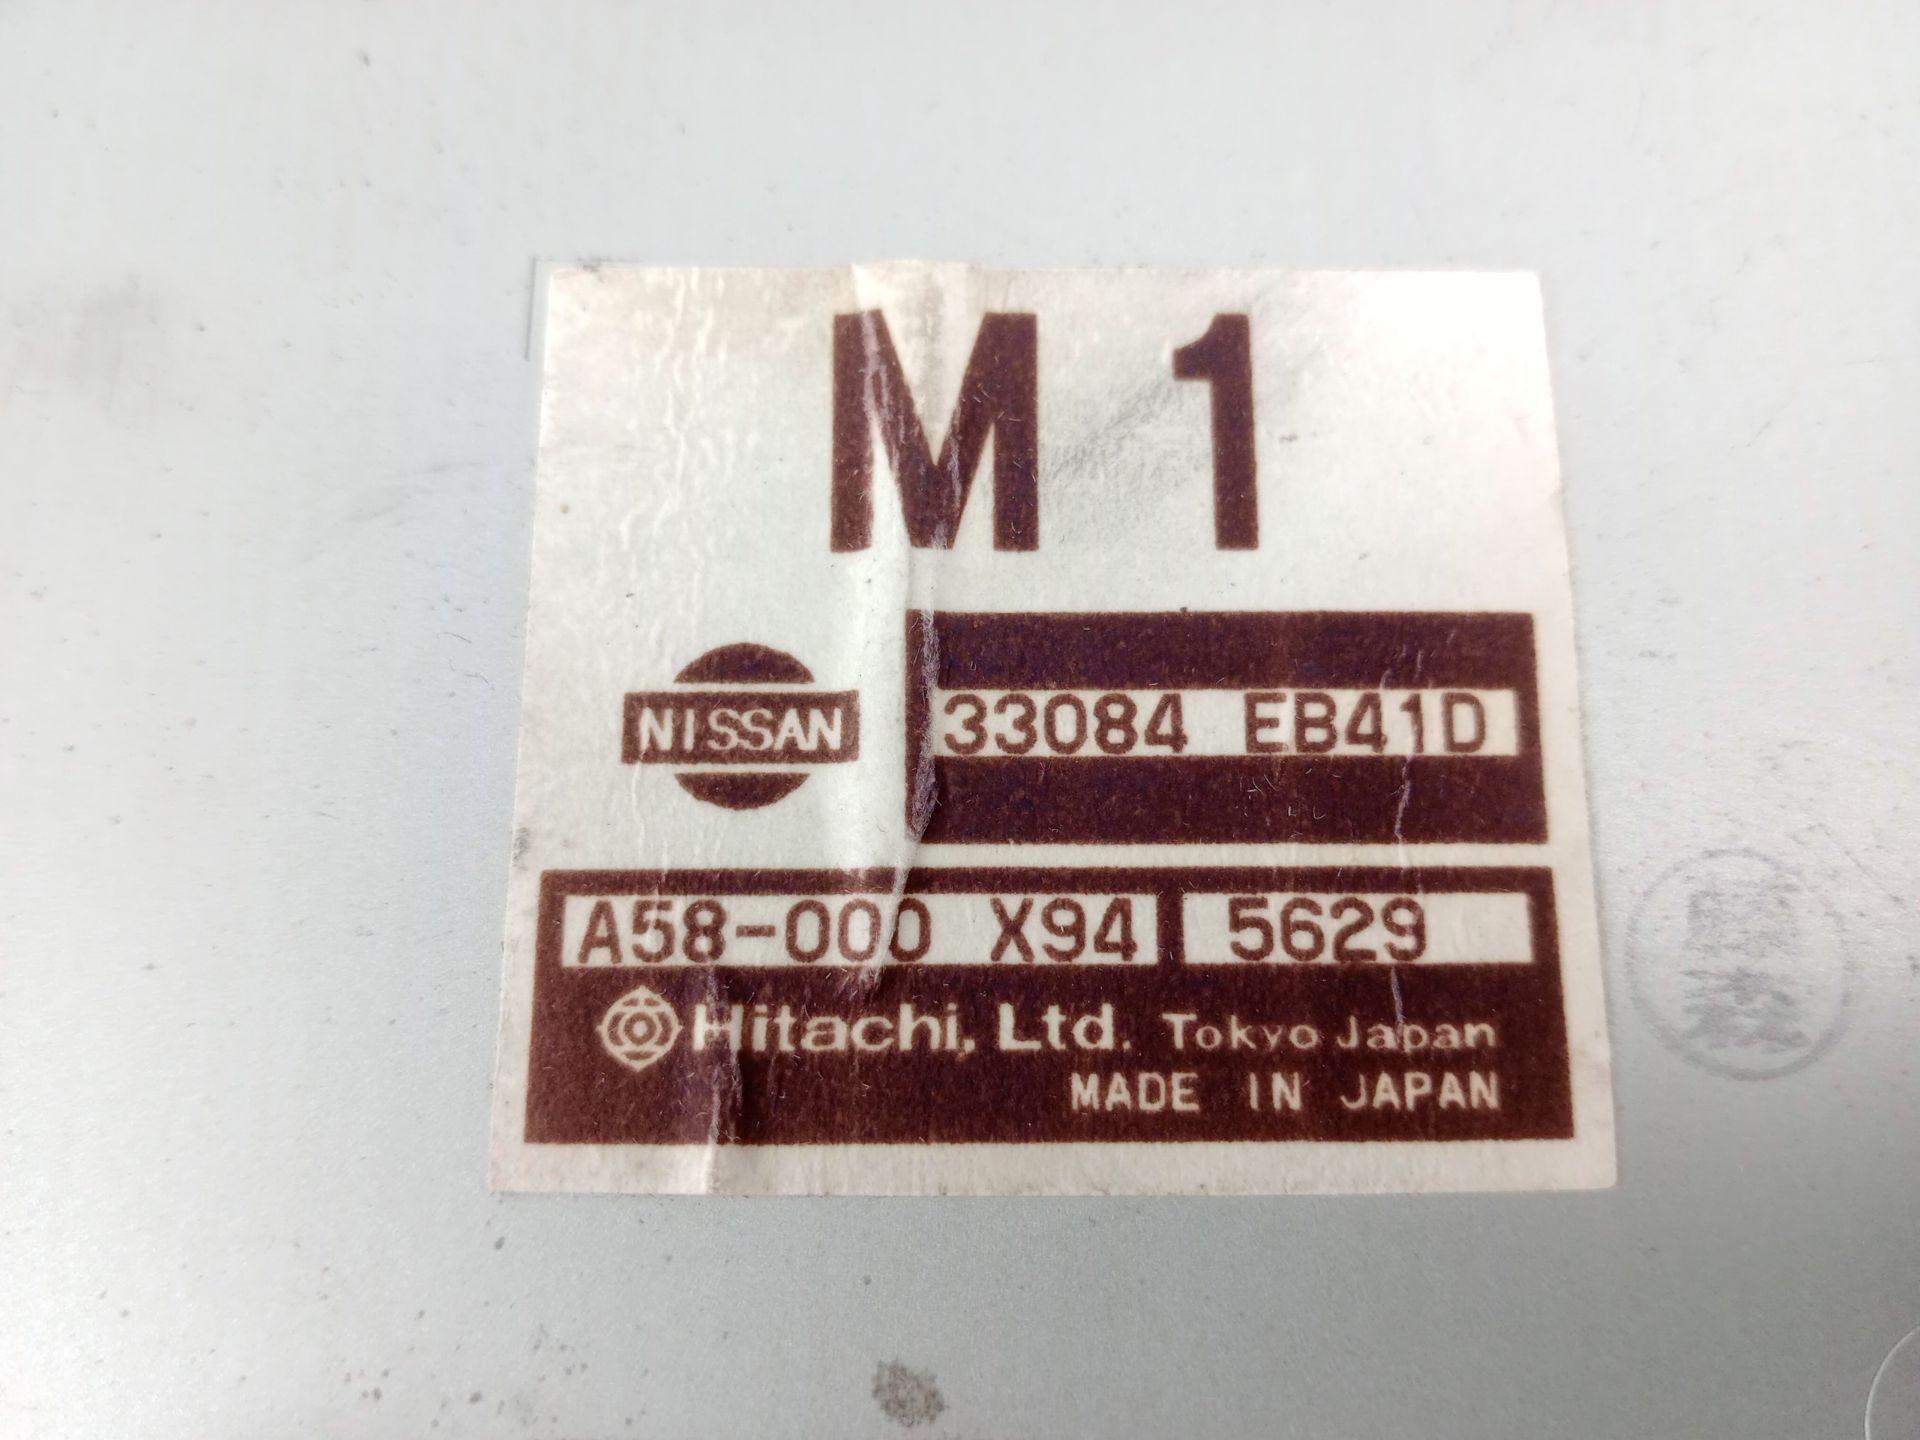 M 1
NISSAN
33084 EB41D
A58-000 X94 5629
Hitachi, Ltd. Tokyo Japan
MADE IN JAPAN